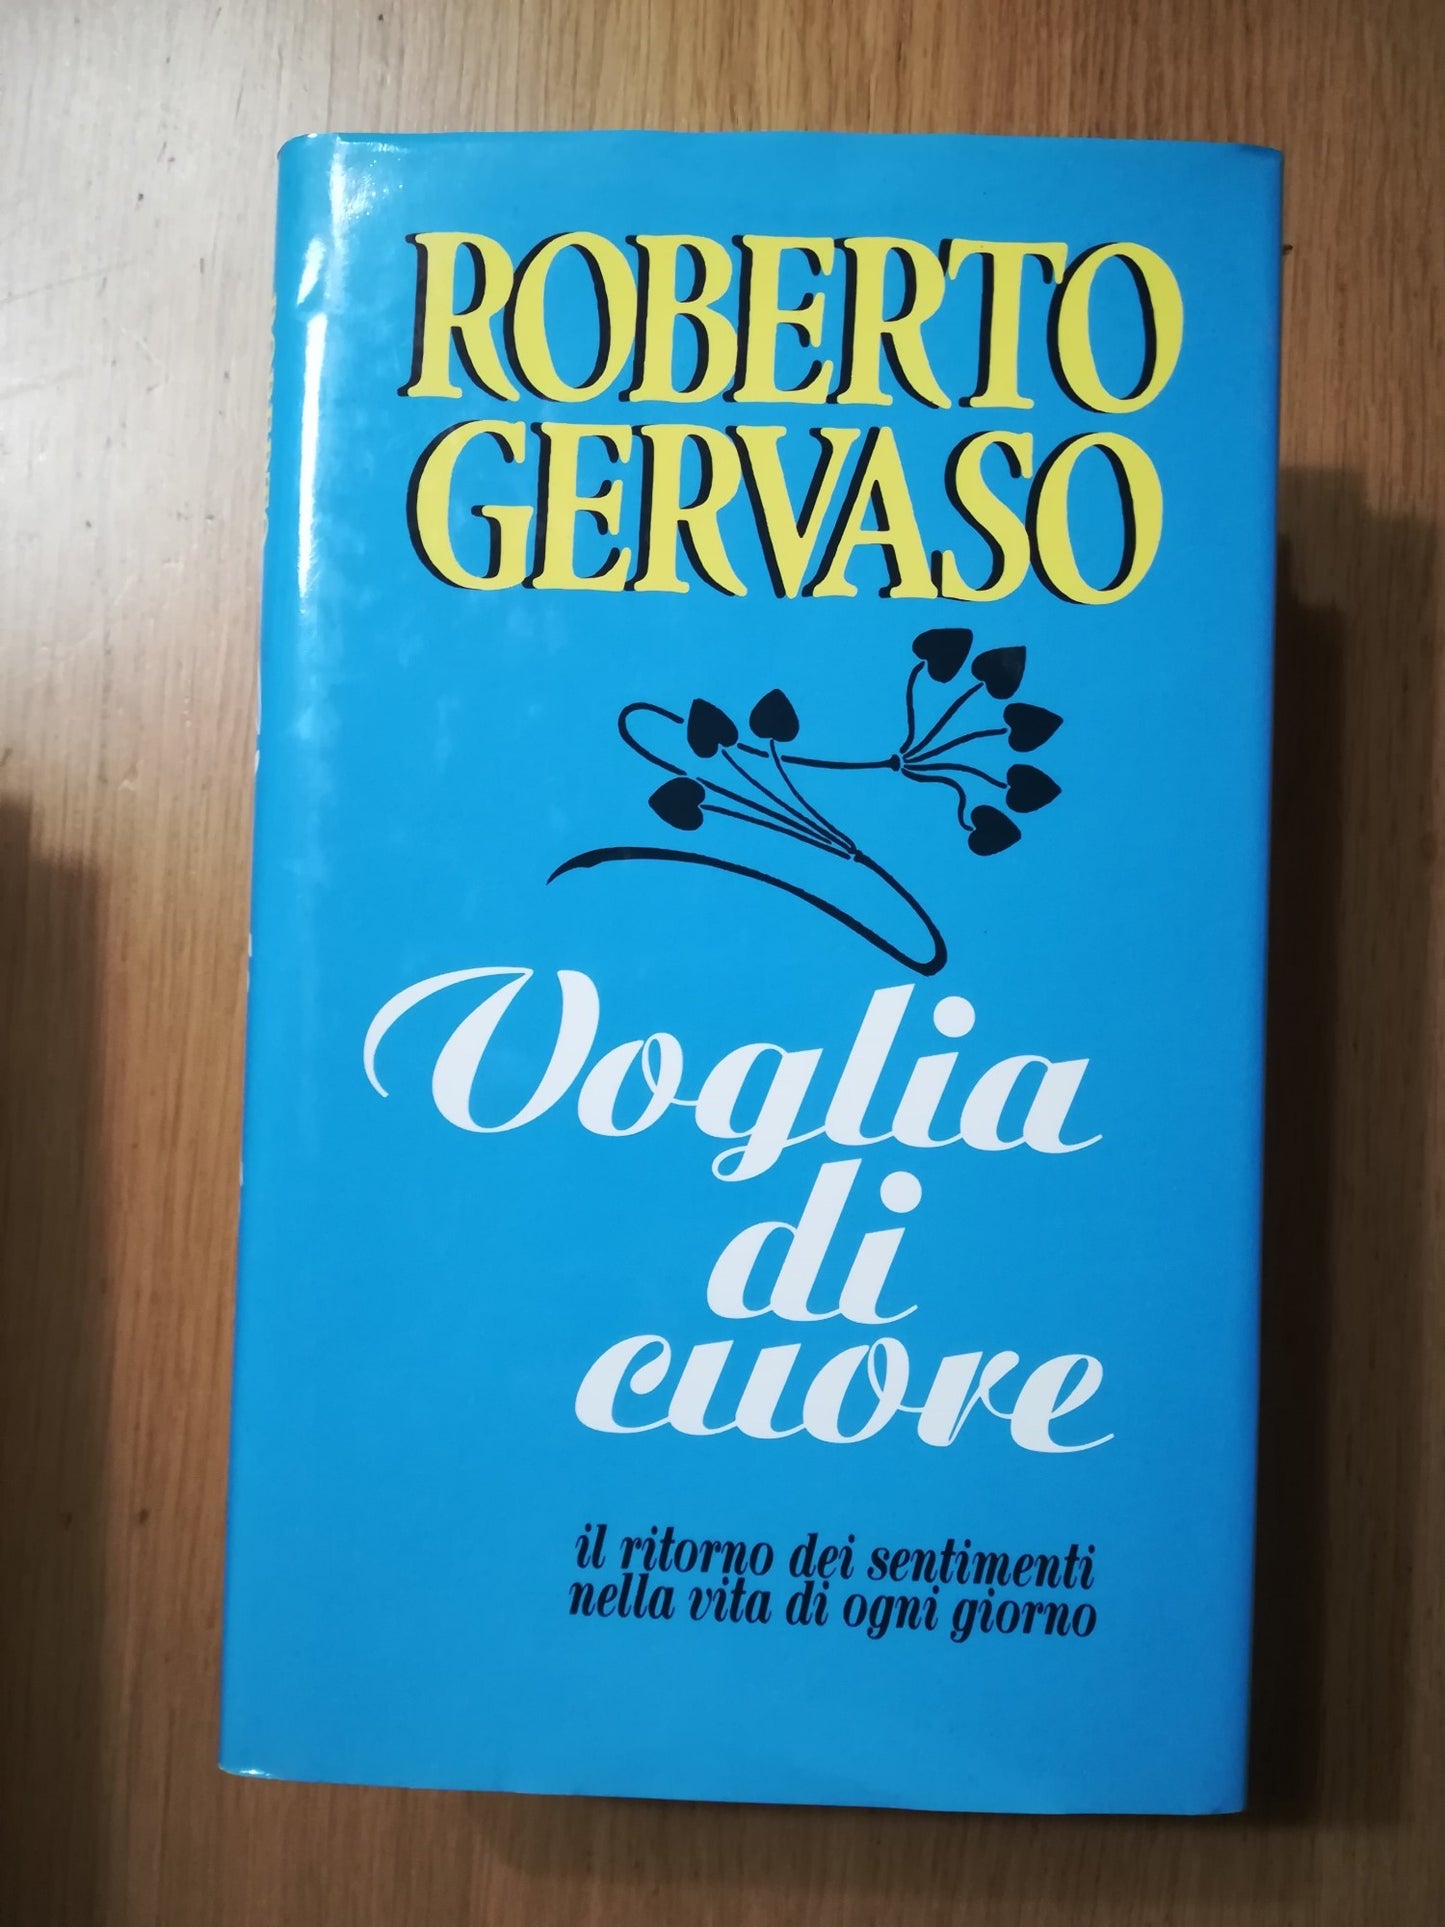 ROBERTO
GERVASO
Voglia
di
cuore
il ritorno dei sentimenti
nella vita di ogni giorno